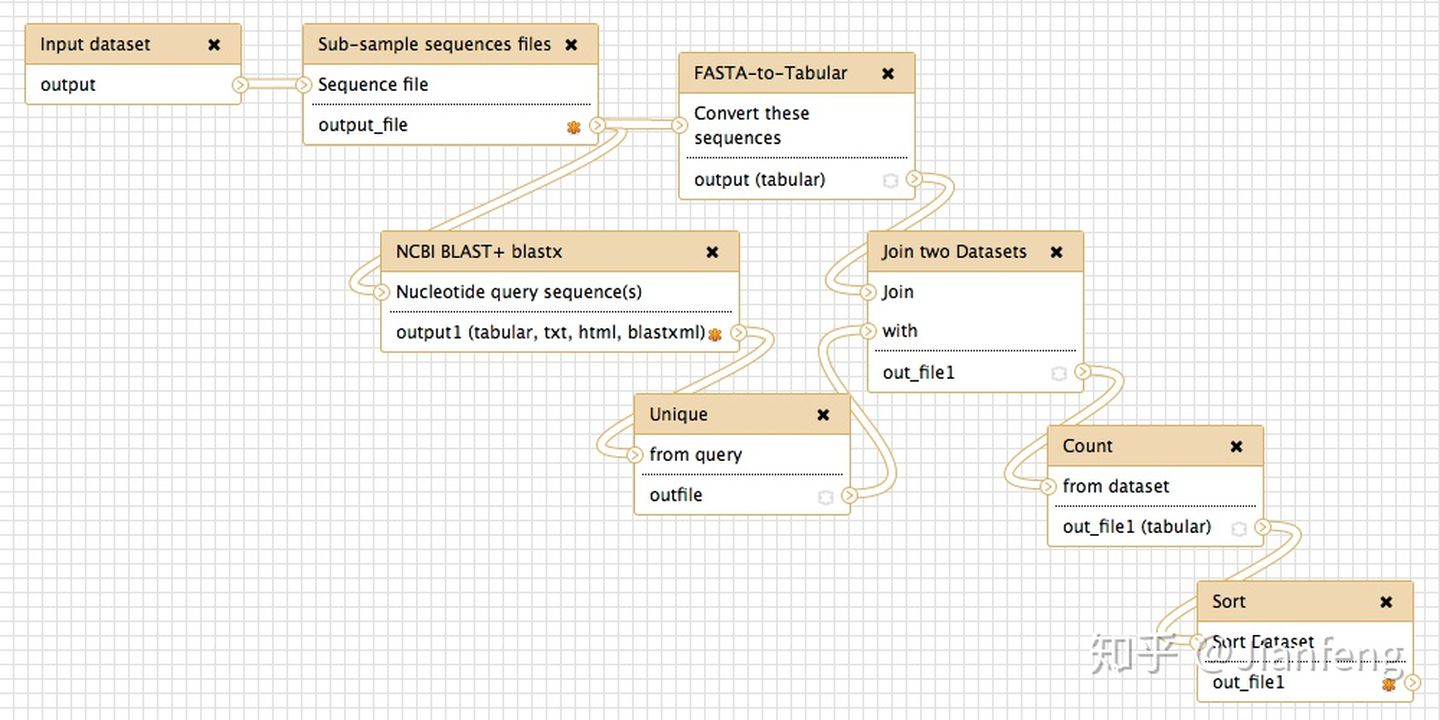 Input dataset
output
Sub-sample sequences files
Sequence file
output_file
FASTA-to-Tabular
Convert these
sequences
output (tabular)
NCBI BLAST+ blastx
Nucleotide query sequence(s)
output1 (tabular, txt, html, blastxml)
Join two Datasets
Join
with
out_file1
Unique
from query
outfile
Count
from dataset
out_file1 (tabular)
Sort
Sort Dataset
out_file1
知乎 @Jianfeng